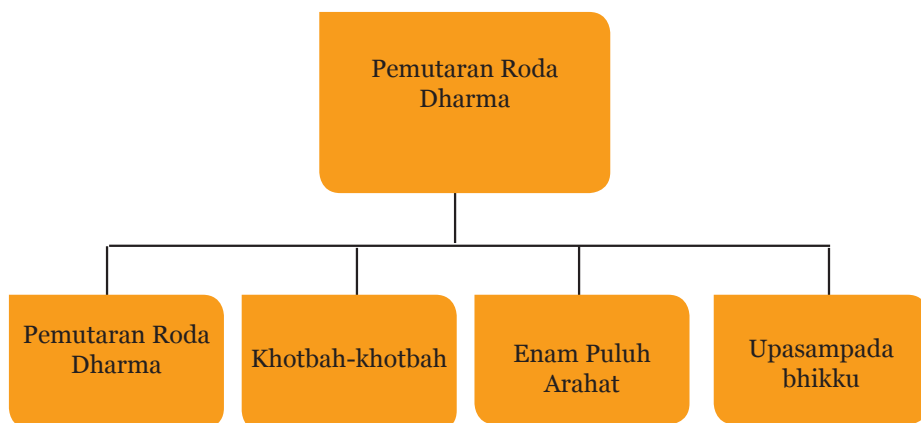 Pemutaran Roda
Dharma
Pemutaran Roda
Dharma
Khotbah-khotbah
Enam Puluh
Arahat
Upasampada
bhikku